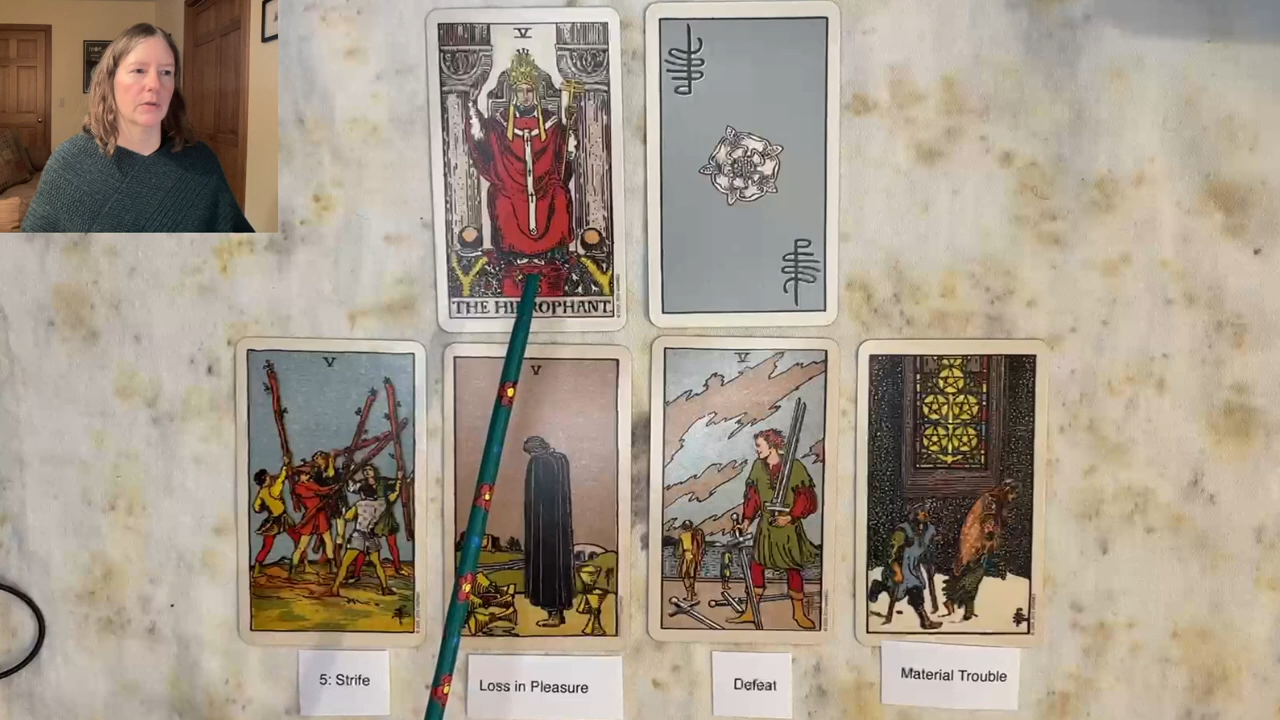 V
THE HIEROPHANT.
V
V
V
5: Strife
Loss in Pleasure
Defeat
Material Trouble